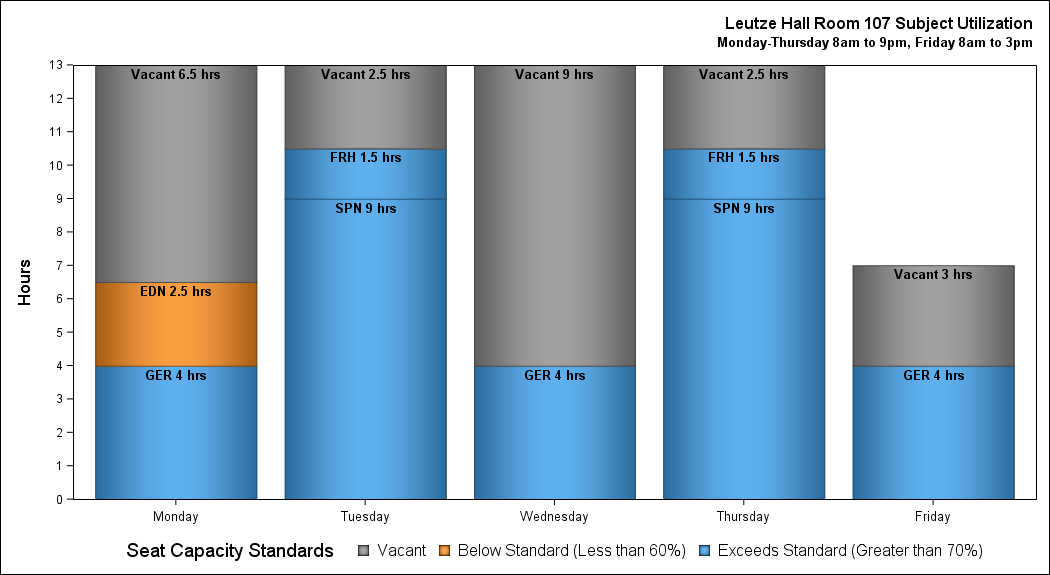 Leutze Hall Room 107 Subject Utilization
Monday-Thursday 8am to 9pm, Friday 8am to 3pm
13
12
11
10
9
8
7
6
5
4
3
2
1
0
Hours
Vacant 6.5 hrs
EDN 2.5 hrs
GER 4 hrs
Vacant 2.5 hrs
FRH 1.5 hrs
SPN 9 hrs
Vacant 9 hrs
GER 4 hrs
Vacant 2.5 hrs
FRH 1.5 hrs
SPN 9 hrs
Vacant 3 hrs
GER 4 hrs
Monday Tuesday Wednesday Thursday Friday
Seat Capacity Standards Vacant Below Standard (Less than 60%) Exceeds Standard (Greater than 70%)